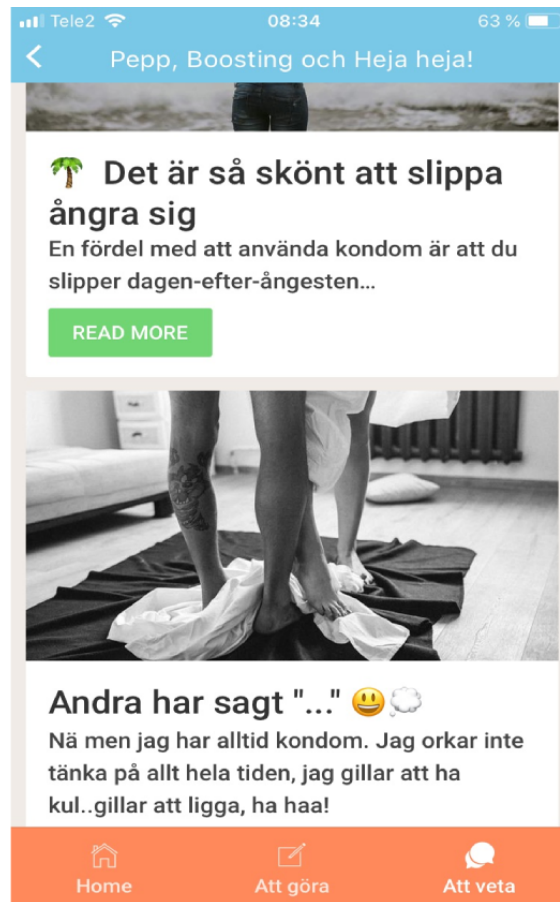 Tele2 08:34 63 %
Pepp, Boosting och Heja heja!
🌴 Det är så skönt att slippa
ångra sig
En fördel med att använda kondom är att du
slipper dagen-efter-ångesten...
READ MORE
Andra har sagt "..." 😃💭
Nä men jag har alltid kondom. Jag orkar inte
tänka på allt hela tiden, jag gillar att ha
kul..gillar att ligga, ha haa!
Home Att göra Att veta